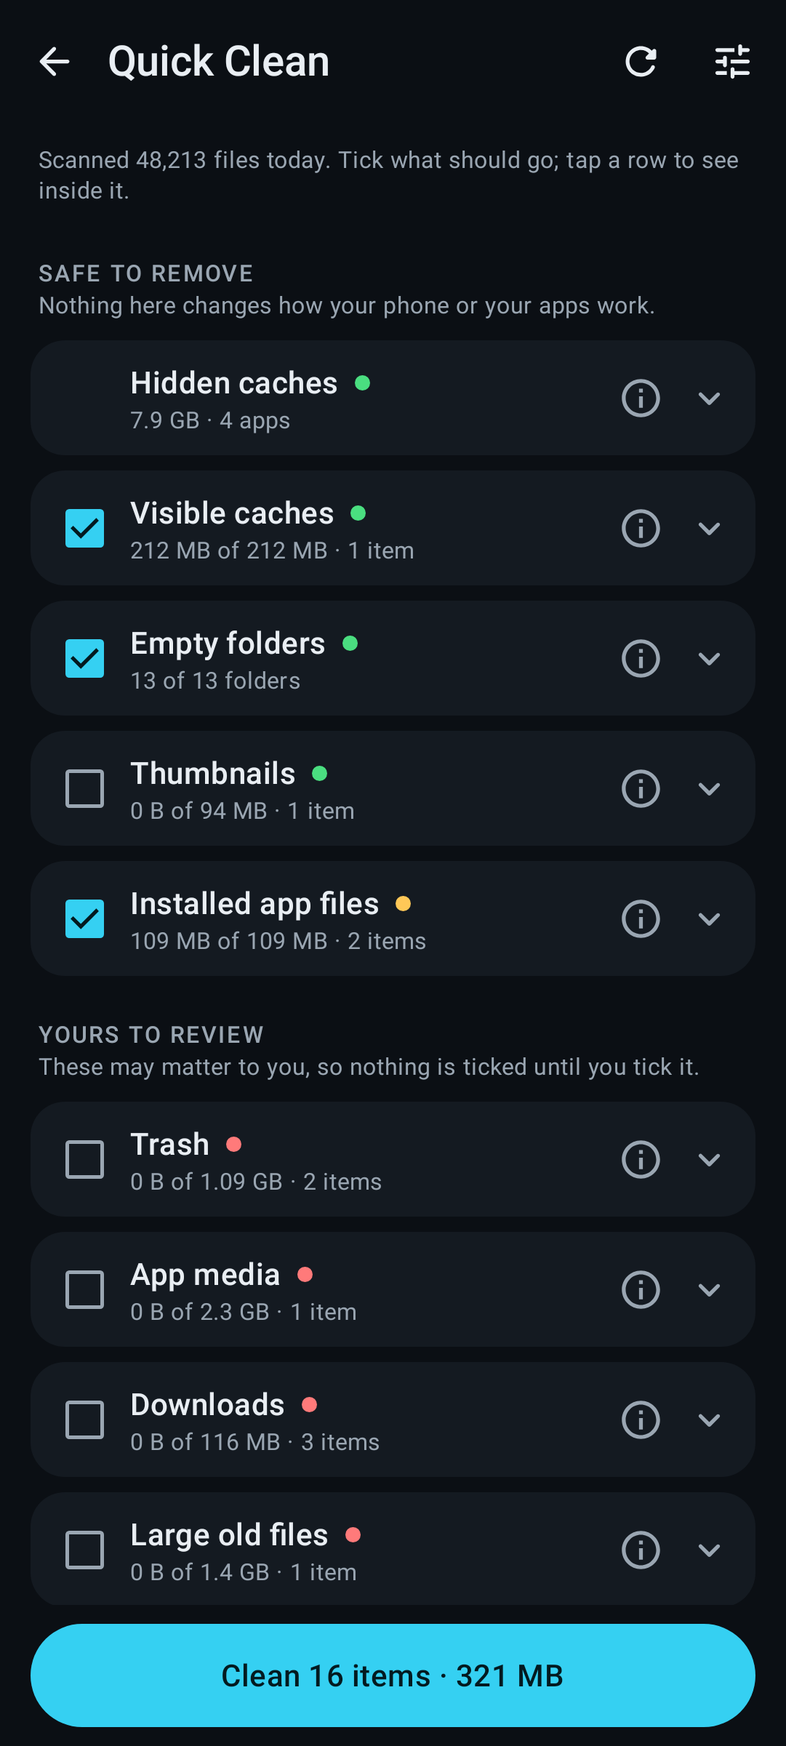 Quick Clean
Scanned 48,213 files today. Tick what should go; tap a row to see
inside it.
SAFE TO REMOVE
Nothing here changes how your phone or your apps work.
Hidden caches
7.9 GB · 4 apps
Visible caches
212 MB of 212 MB · 1 item
Empty folders
13 of 13 folders
Thumbnails
0 B of 94 MB · 1 item
Installed app files
109 MB of 109 MB · 2 items
YOURS TO REVIEW
These may matter to you, so nothing is ticked until you tick it.
Trash
0 B of 1.09 GB · 2 items
App media
0 B of 2.3 GB · 1 item
Downloads
0 B of 116 MB · 3 items
Large old files
0 B of 1.4 GB · 1 item
Clean 16 items · 321 MB